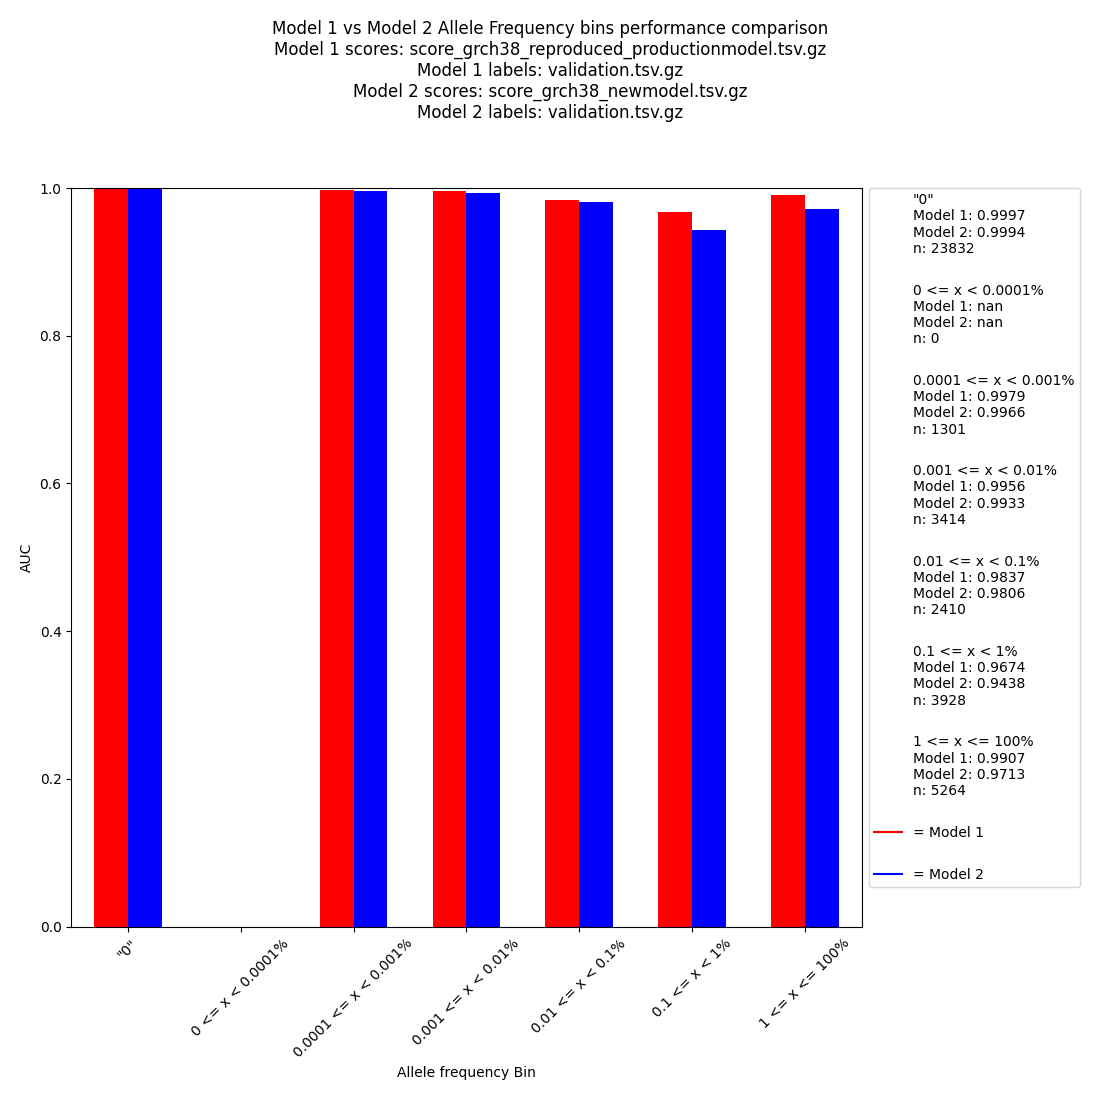 Model 1 vs Model 2 Allele Frequency bins performance comparison
Model 1 scores: score_grch38_reproduced_productionmodel.tsv.gz
Model 1 labels: validation.tsv.gz
Model 2 scores: score_grch38_newmodel.tsv.gz
Model 2 labels: validation.tsv.gz
1.0
0.8
0.6
0.4
0.2
0.0
AUC
"0"
0 <= x < 0.0001%
0.0001 <= x < 0.001%
0.001 <= x < 0.01%
0.01 <= x < 0.1%
0.1 <= x < 1%
1 <= x <= 100%
Allele frequency Bin
"0"
Model 1: 0.9997
Model 2: 0.9994
n: 23832
0 <= x < 0.0001%
Model 1: nan
Model 2: nan
n: 0
0.0001 <= x < 0.001%
Model 1: 0.9979
Model 2: 0.9966
n: 1301
0.001 <= x < 0.01%
Model 1: 0.9956
Model 2: 0.9933
n: 3414
0.01 <= x < 0.1%
Model 1: 0.9837
Model 2: 0.9806
n: 2410
0.1 <= x < 1%
Model 1: 0.9674
Model 2: 0.9438
n: 3928
1 <= x <= 100%
Model 1: 0.9907
Model 2: 0.9713
n: 5264
= Model 1
= Model 2